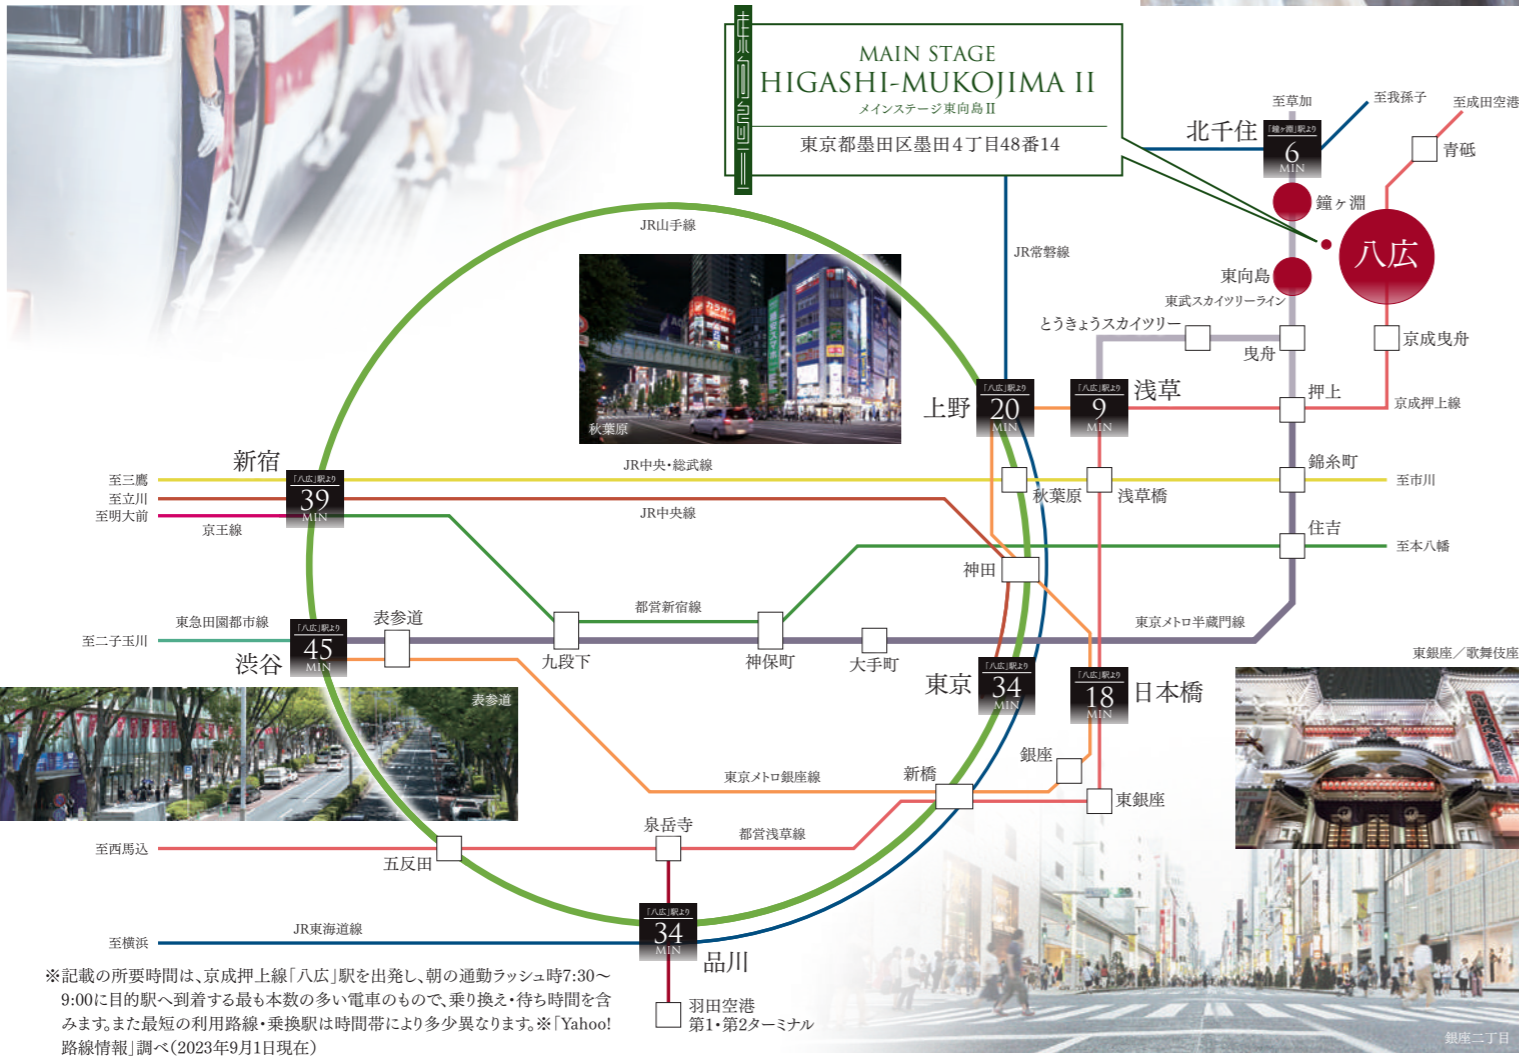 東向島Ⅱ
MAIN STAGE
HIGASHI-MUKOJIMA II
メインステージ東向島Ⅱ
東京都墨田区墨田4丁目48番14
至草加
至我孫子
至成田空港
北千住
「鐘ヶ淵」駅より
6
MIN
青砥
鐘ヶ淵
八広
東向島
東武スカイツリーライン
とうきょうスカイツリー
曳舟
京成曳舟
JR山手線
JR常磐線
秋葉原
上野
「八広」駅より
20
MIN
「八広」駅より
9
MIN
浅草
押上
京成押上線
新宿
「八広」駅より
39
MIN
至三鷹
至立川
至明大前
京王線
JR中央・総武線
JR中央線
秋葉原
浅草橋
錦糸町
至市川
住吉
至本八幡
神田
東急田園都市線
至二子玉川
渋谷
「八広」駅より
45
MIN
表参道
都営新宿線
九段下
神保町
大手町
東京メトロ半蔵門線
東京
「八広」駅より
34
MIN
「八広」駅より
18
MIN
日本橋
東銀座／歌舞伎座
表参道
東京メトロ銀座線
新橋
銀座
東銀座
至西馬込
五反田
泉岳寺
都営浅草線
至横浜
JR東海道線
「八広」駅より
34
MIN
品川
羽田空港
第1・第2ターミナル
※記載の所要時間は、京成押上線「八広」駅を出発し、朝の通勤ラッシュ時7:30～
9:00に目的駅へ到着する最も本数の多い電車のもので、乗り換え・待ち時間を含
みます。また最短の利用路線・乗換駅は時間帯により多少異なります。※「Yahoo!
路線情報」調べ（2023年9月1日現在）
銀座二丁目
カラオケ